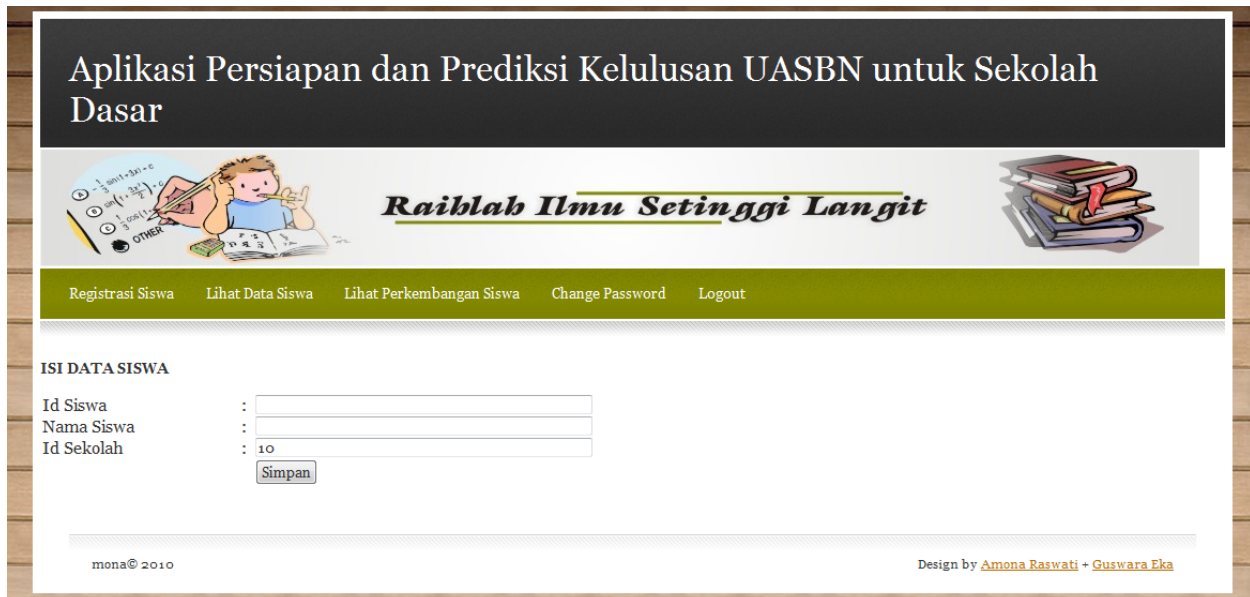 Aplikasi Persiapan dan Prediksi Kelulusan UASBN untuk Sekolah
Dasar
OTHER
Raihlah Ilmu Setinggi Langit
Registrasi Siswa Lihat Data Siswa Lihat Perkembangan Siswa Change Password Logout
ISI DATA SISWA
Id Siswa :
Nama Siswa :
Id Sekolah : 10
Simpan
mona© 2010 Design by Amona Raswati + Guswara Eka